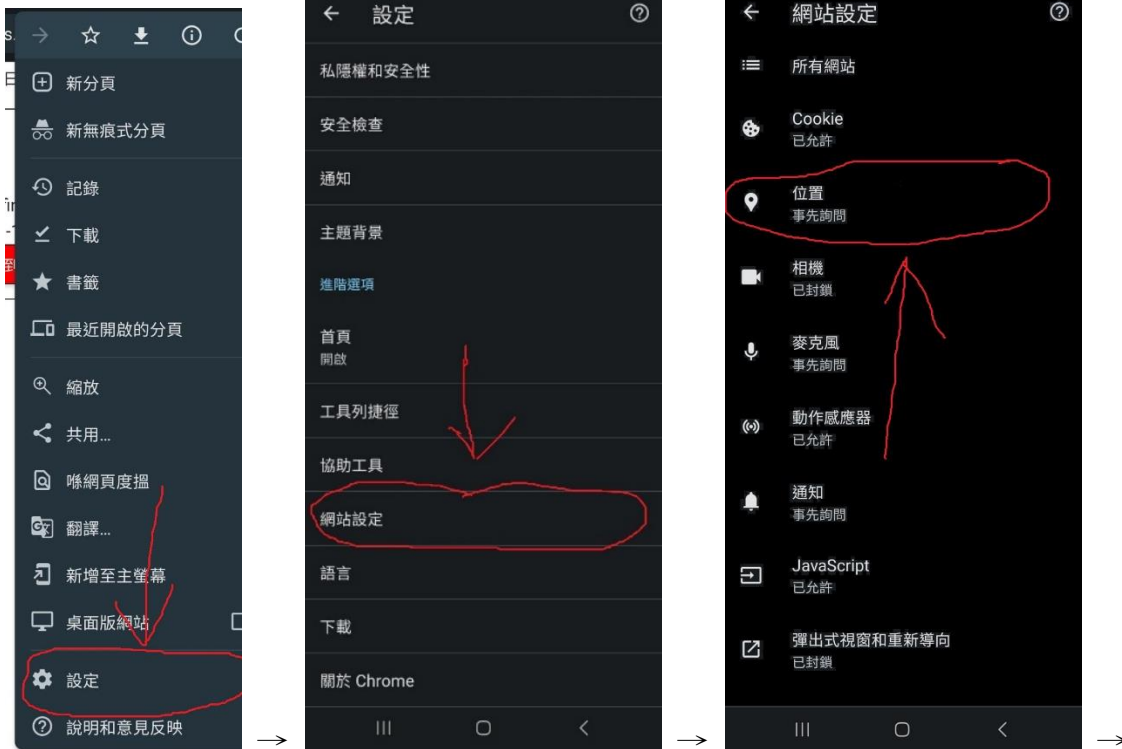 s.
日
新分頁
新無痕式分頁
記錄
下載
書籤
最近開啟的分頁
縮放
共用...
喺網頁度搵
翻譯...
新增至主螢幕
桌面版網站
設定
說明和意見反映
→
設定
私隱權和安全性
安全檢查
通知
主題背景
進階選項
首頁
開啟
工具列捷徑
協助工具
網站設定
語言
下載
關於 Chrome
→
網站設定
所有網站
Cookie
已允許
位置
事先詢問
相機
已封鎖
麥克風
事先詢問
動作感應器
已允許
通知
事先詢問
JavaScript
已允許
彈出式視窗和重新導向
已封鎖
→